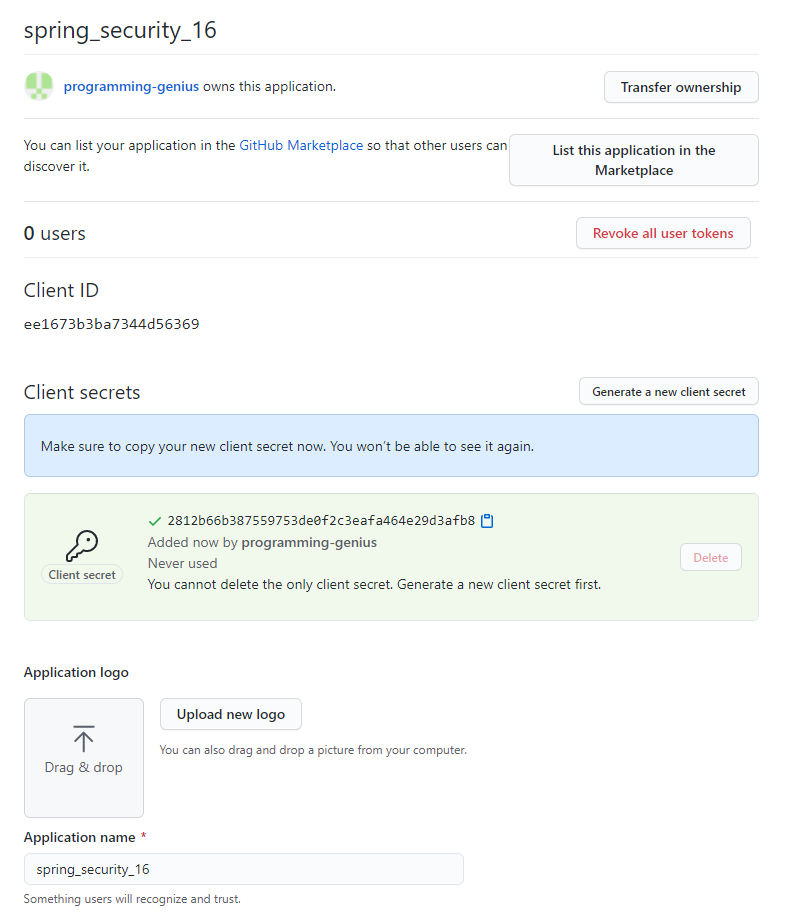 spring_security_16
programming-genius owns this application.
Transfer ownership
You can list your application in the GitHub Marketplace so that other users can
discover it.
List this application in the
Marketplace
0 users
Revoke all user tokens
Client ID
ee1673b3ba7344d56369
Client secrets
Generate a new client secret
Make sure to copy your new client secret now. You won’t be able to see it again.
2812b66b387559753de0f2c3eafa464e29d3afb8
Added now by programming-genius
Never used
You cannot delete the only client secret. Generate a new client secret first.
Client secret
Delete
Application logo
Drag & drop
Upload new logo
You can also drag and drop a picture from your computer.
Application name *
spring_security_16
Something users will recognize and trust.